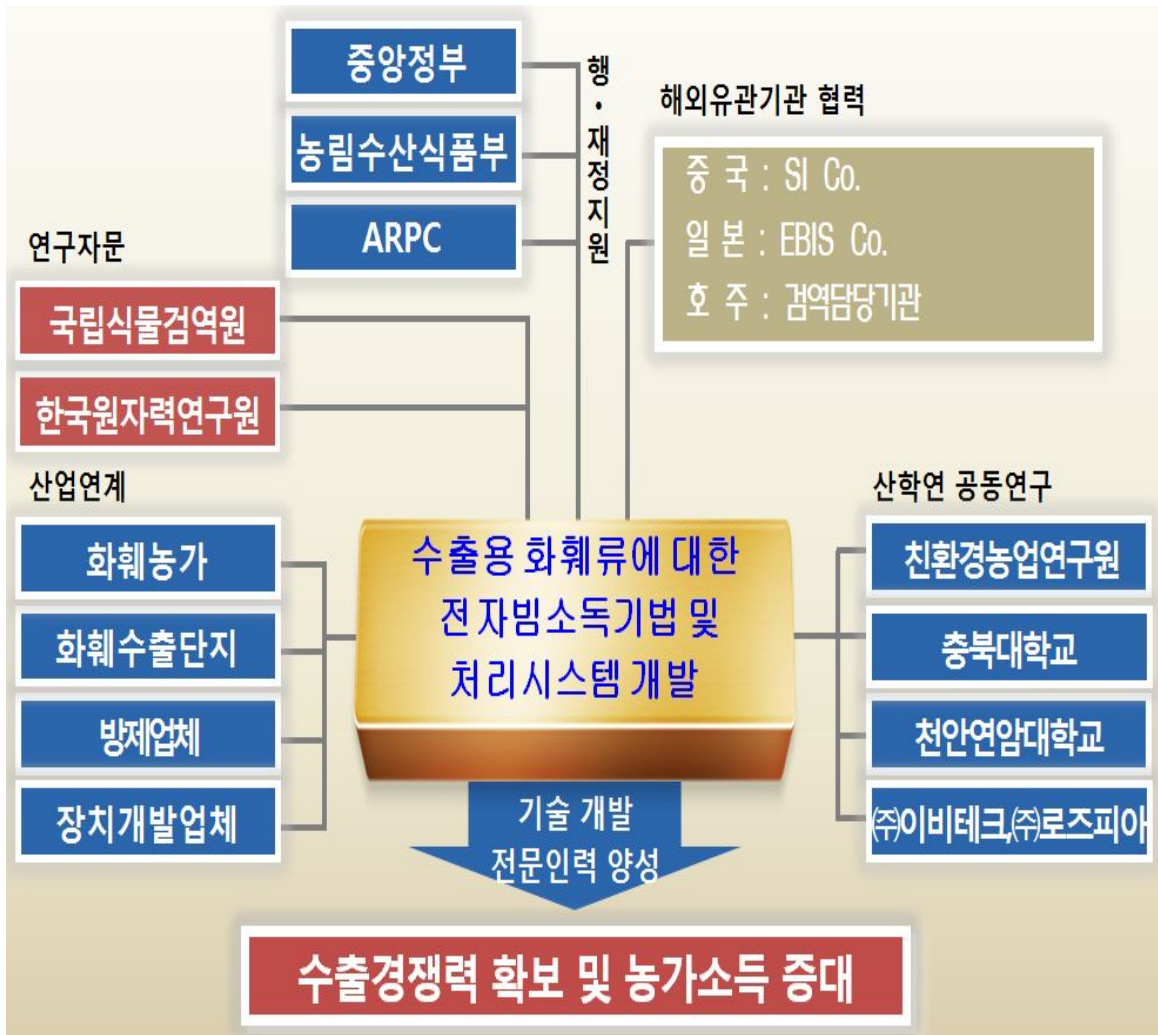 중앙정부
농림수산식품부
ARPC
행·재정지원
해외유관기관 협력
중 국 : SI Co.
일 본 : EBIS Co.
호 주 : 검역담당기관
연구자문
국립식물검역원
한국원자력연구원
산업연계
화훼농가
화훼수출단지
방제업체
장치개발업체
수출용 화훼류에 대한
전자빔소독기법 및
처리시스템 개발
산학연 공동연구
친환경농업연구원
충북대학교
천안연암대학교
㈜이비테크,㈜로즈피아
기술 개발
전문인력 양성
수출경쟁력 확보 및 농가소득 증대